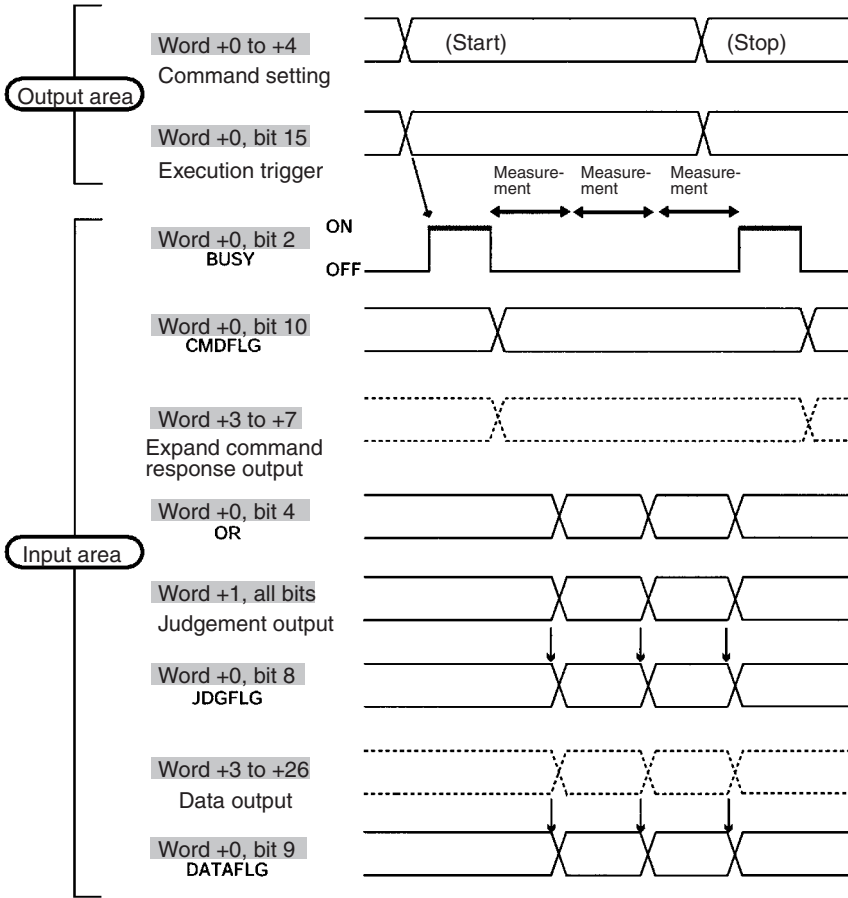 Word +0 to +4
(Start)
(Stop)
Command setting
Output area
Word +0, bit 15
Execution trigger
Measure-
ment
Measure-
ment
Measure-
ment
Word +0, bit 2
BUSY
ON
OFF
Word +0, bit 10
CMDFLG
Word +3 to +7
Expand command
response output
Word +0, bit 4
OR
Input area
Word +1, all bits
Judgement output
Word +0, bit 8
JDGFLG
Word +3 to +26
Data output
Word +0, bit 9
DATAFLG